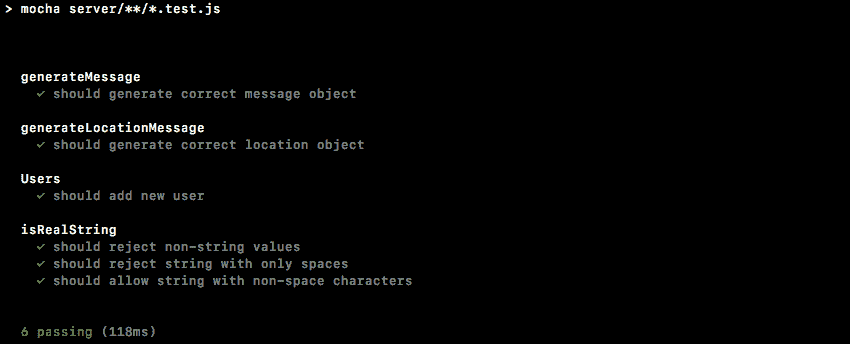 > mocha server/**/*.test.js
generateMessage
✓ should generate correct message object
generateLocationMessage
✓ should generate correct location object
Users
✓ should add new user
isRealString
✓ should reject non-string values
✓ should reject string with only spaces
✓ should allow string with non-space characters
6 passing (118ms)